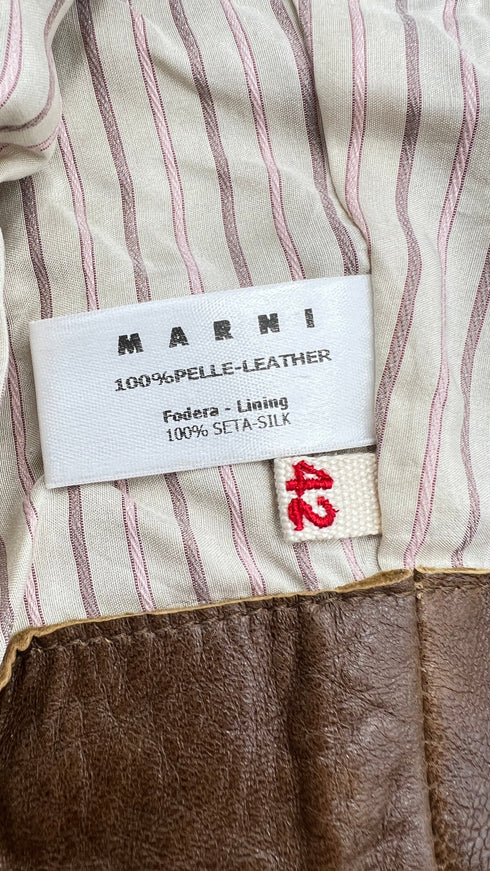 MARNI
100%PELLE-LEATHER
Fodera - Lining
100% SETA-SILK
42